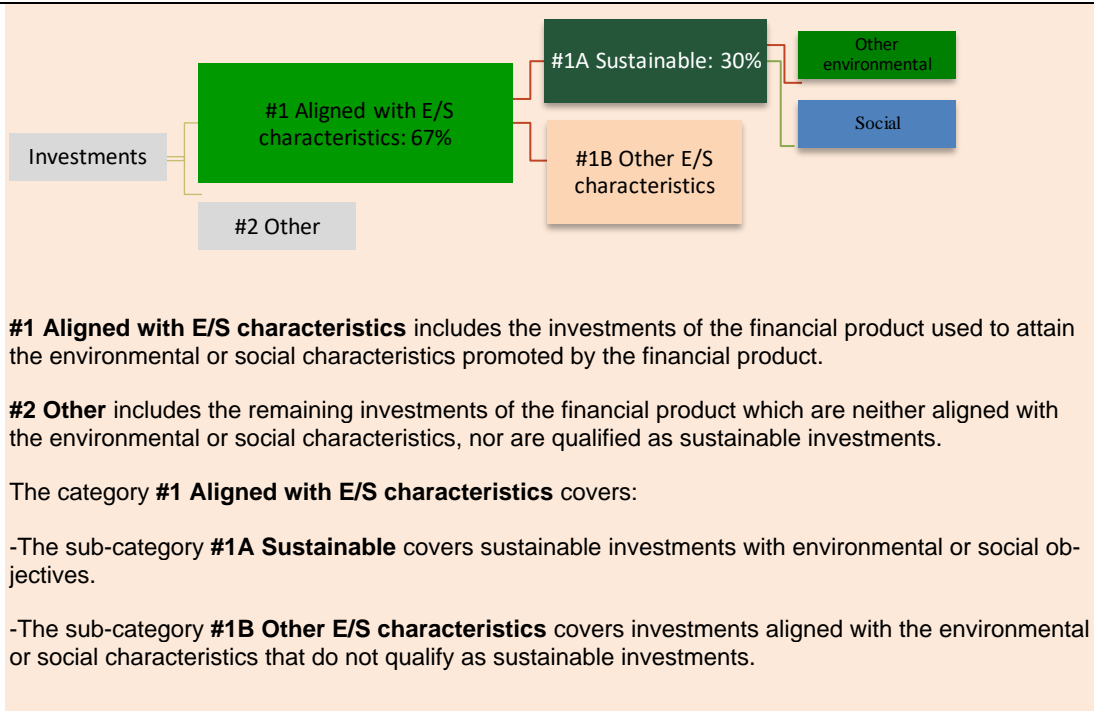 #1A Sustainable: 30%
Other
environmental
#1 Aligned with E/S
characteristics: 67%
Social
Investments
#1B Other E/S
characteristics
#2 Other
#1 Aligned with E/S characteristics includes the investments of the financial product used to attain
the environmental or social characteristics promoted by the financial product.
#2 Other includes the remaining investments of the financial product which are neither aligned with
the environmental or social characteristics, nor are qualified as sustainable investments.
The category #1 Aligned with E/S characteristics covers:
-The sub-category #1A Sustainable covers sustainable investments with environmental or social ob-
jectives.
-The sub-category #1B Other E/S characteristics covers investments aligned with the environmental
or social characteristics that do not qualify as sustainable investments.